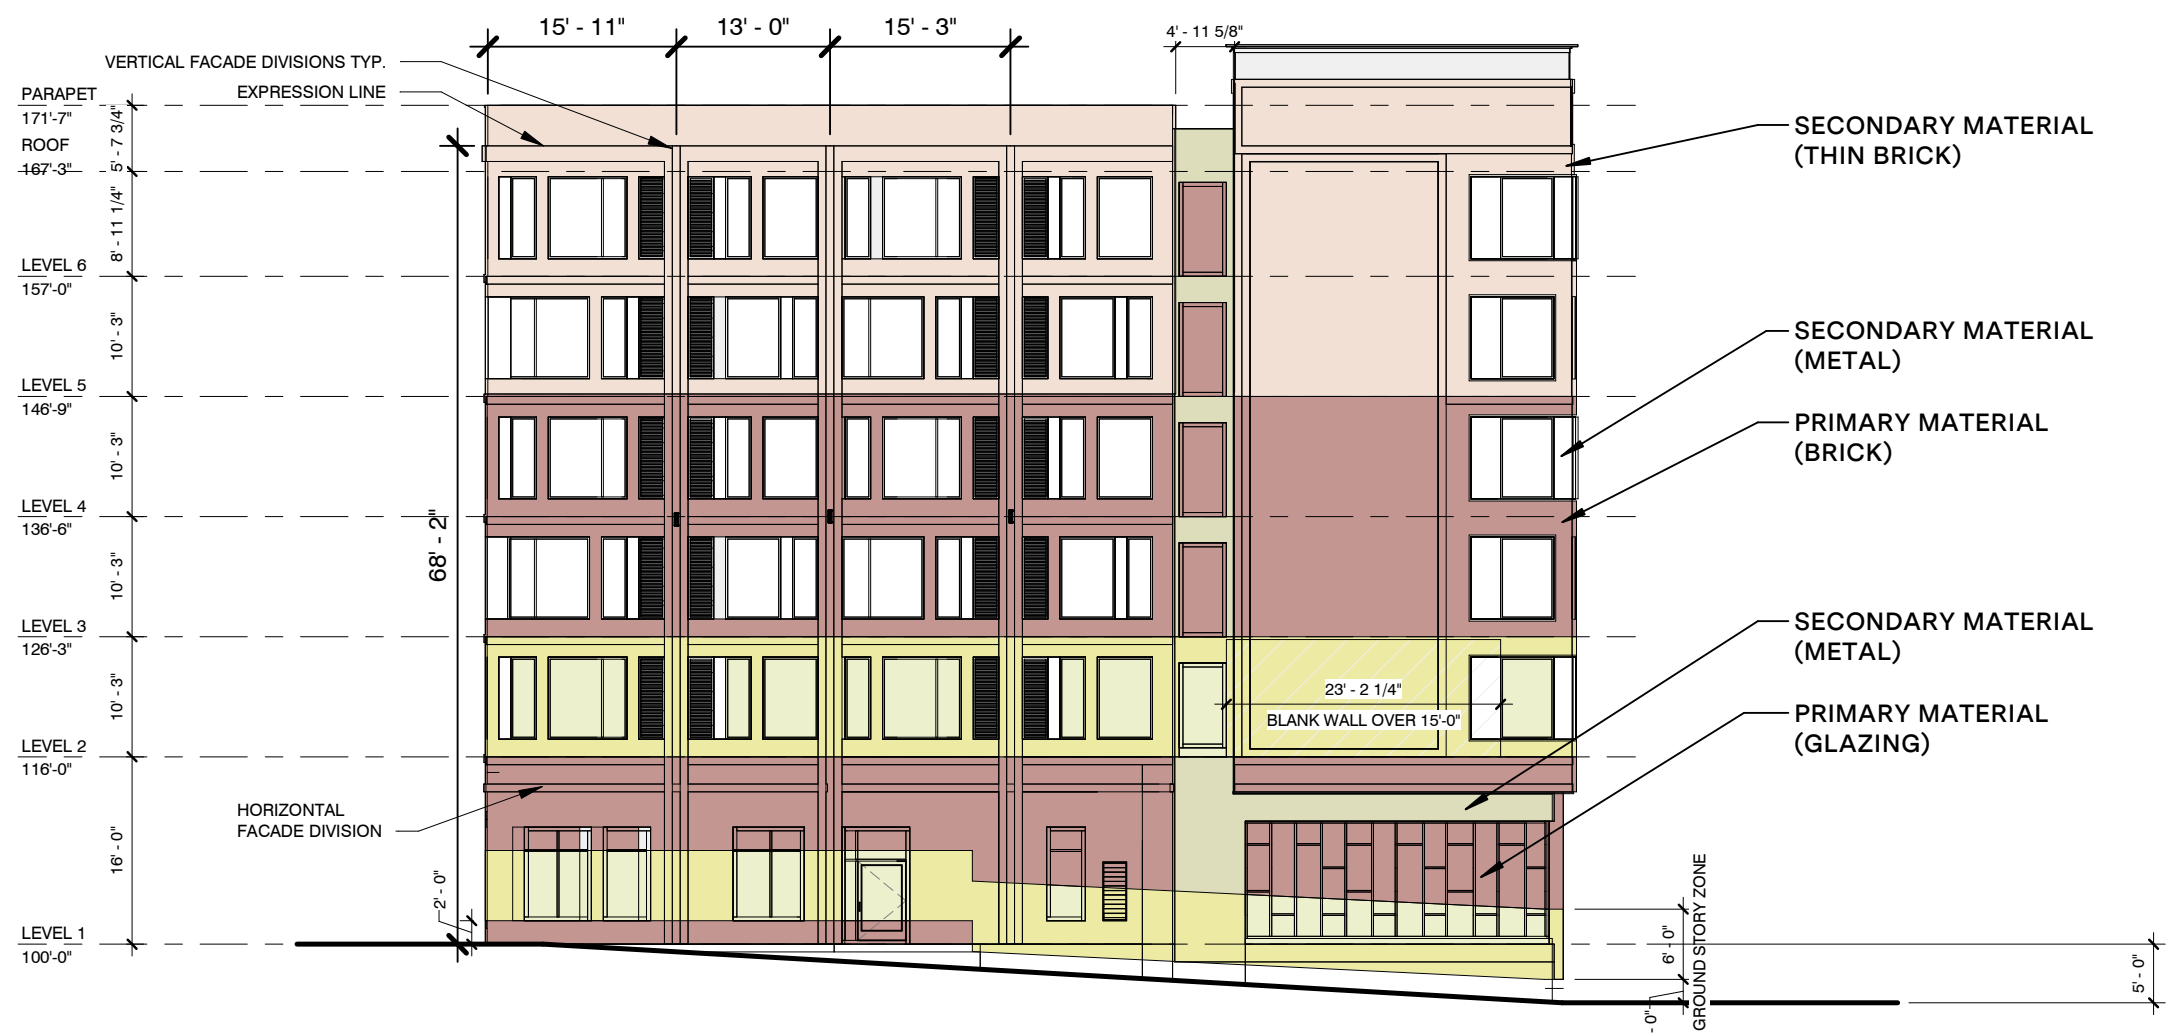 15' - 11"
13' - 0"
15' - 3"
4' - 11 5/8"
VERTICAL FACADE DIVISIONS TYP.
EXPRESSION LINE
PARAPET
171'-7"
5' - 7 3/4"
ROOF
167'-3"
8' - 11 1/4"
LEVEL 6
157'-0"
10' - 3"
LEVEL 5
146'-9"
10' - 3"
LEVEL 4
136'-6"
10' - 3"
LEVEL 3
126'-3"
10' - 3"
LEVEL 2
116'-0"
16' - 0"
LEVEL 1
100'-0"
68' - 2"
2' - 0"
HORIZONTAL
FACADE DIVISION
23' - 2 1/4"
BLANK WALL OVER 15'-0"
SECONDARY MATERIAL
(THIN BRICK)
SECONDARY MATERIAL
(METAL)
PRIMARY MATERIAL
(BRICK)
SECONDARY MATERIAL
(METAL)
PRIMARY MATERIAL
(GLAZING)
6' - 0"
GROUND STORY ZONE
- 0"
5' - 0"